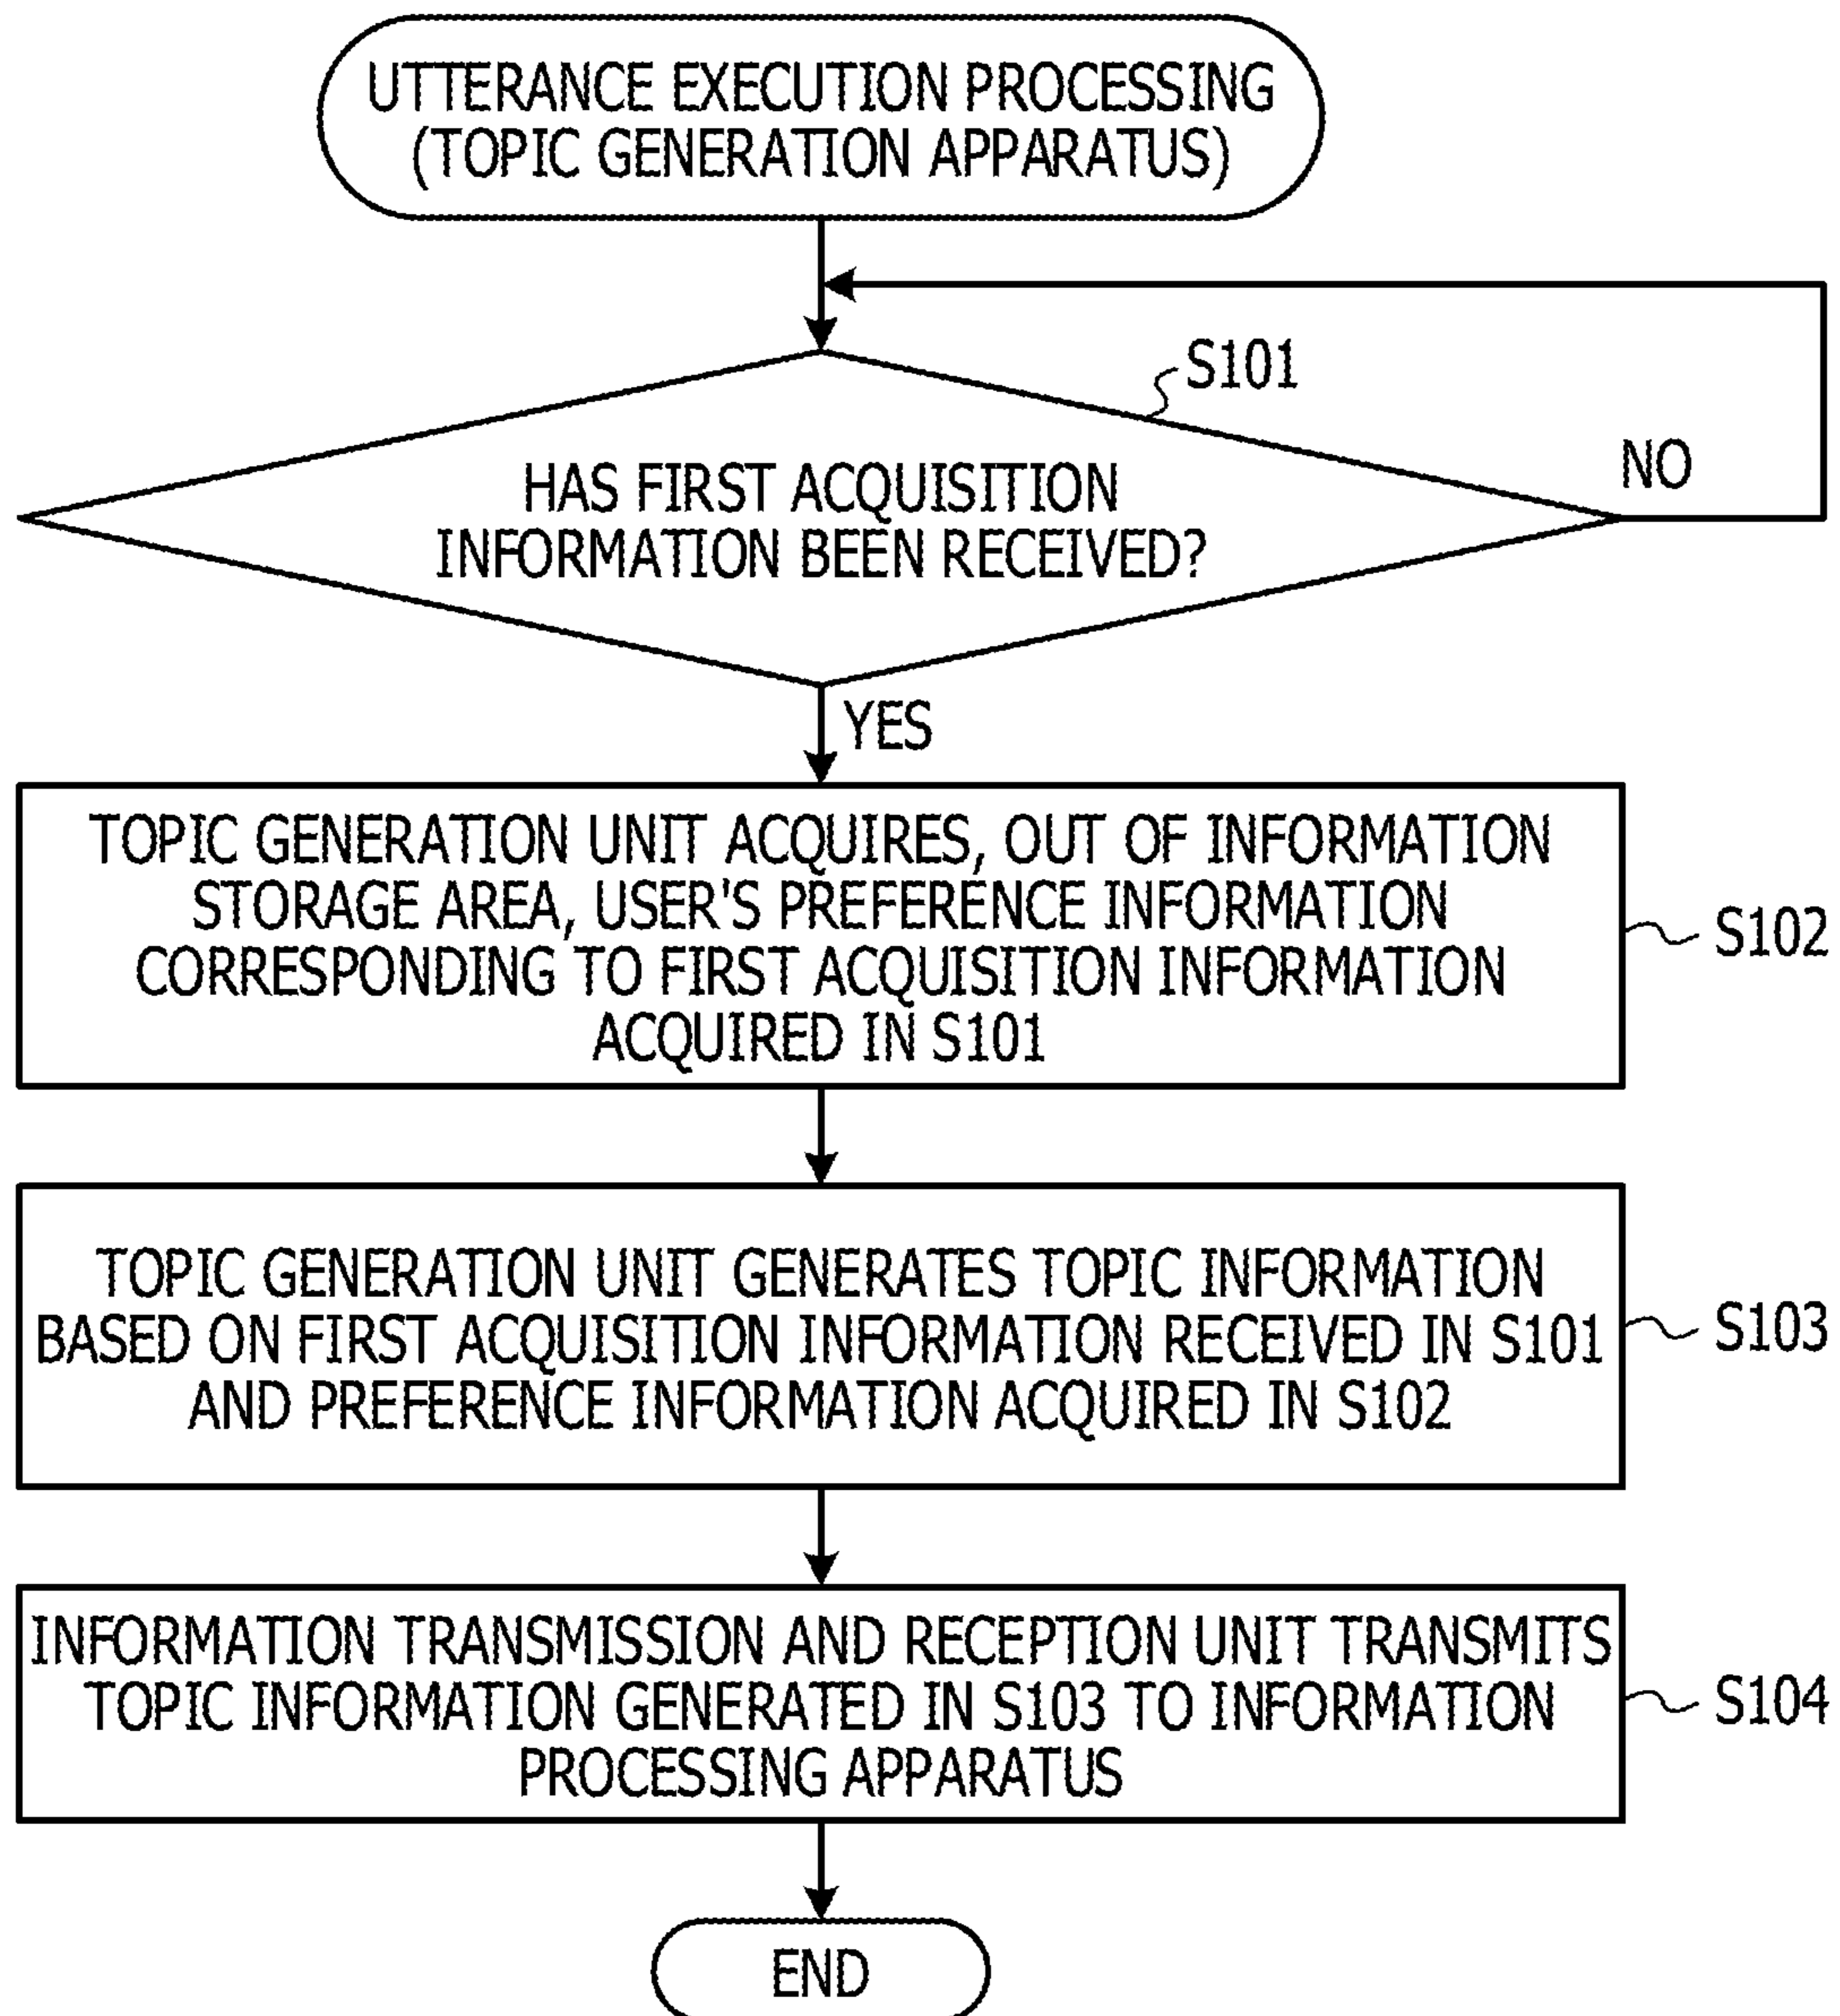 UTTERANCE EXECUTION PROCESSING
(TOPIC GENERATION APPARATUS)
S101
NO
HAS FIRST ACQUISITION
INFORMATION BEEN RECEIVED?
YES
TOPIC GENERATION UNIT ACQUIRES, OUT OF INFORMATION
STORAGE AREA, USER'S PREFERENCE INFORMATION
CORRESPONDING TO FIRST ACQUISITION INFORMATION
ACQUIRED IN S101
S102
TOPIC GENERATION UNIT GENERATES TOPIC INFORMATION
BASED ON FIRST ACQUISITION INFORMATION RECEIVED IN S101
AND PREFERENCE INFORMATION ACQUIRED IN S102
S103
INFORMATION TRANSMISSION AND RECEPTION UNIT TRANSMITS
TOPIC INFORMATION GENERATED IN S103 TO INFORMATION
PROCESSING APPARATUS
S104
END